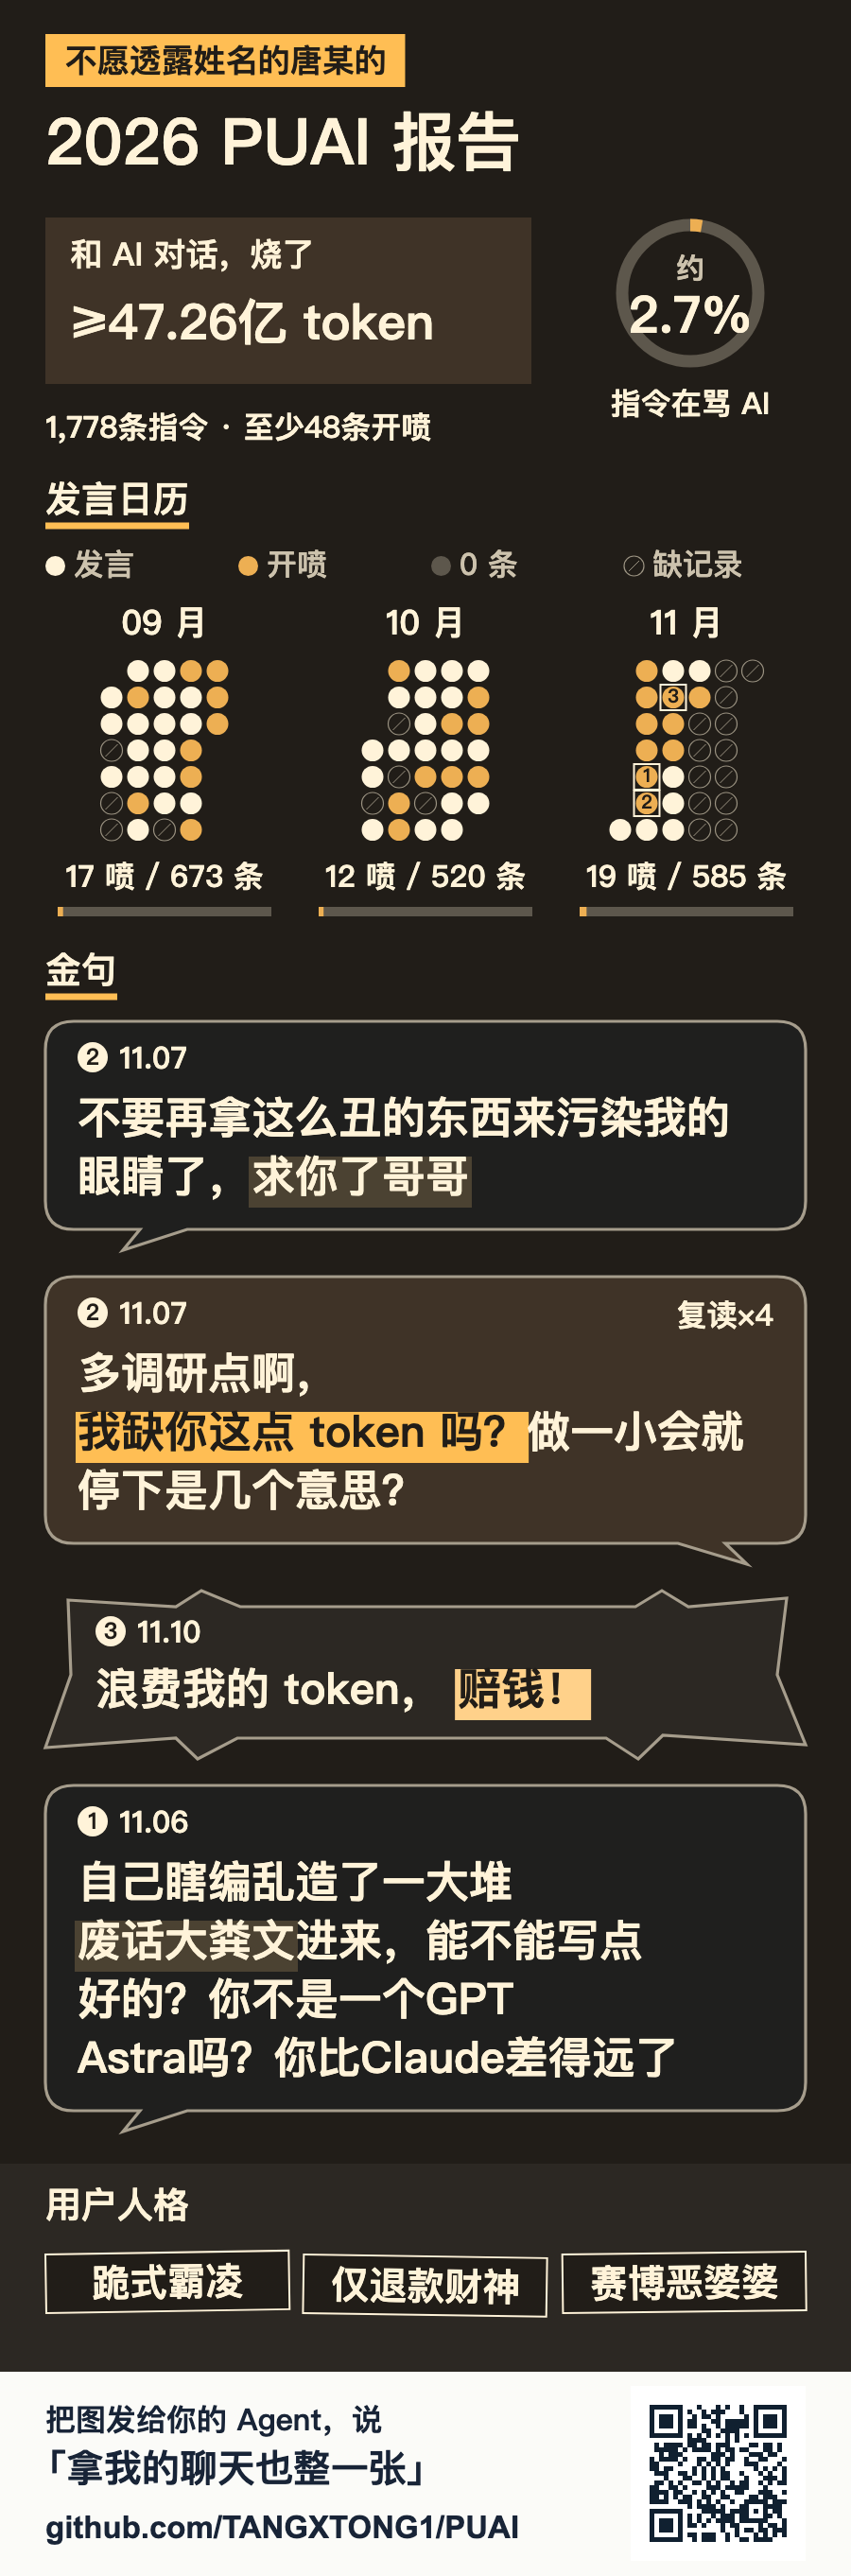 不愿透露姓名的唐某的
2026 PUAI 报告
和 AI 对话，烧了
≥47.26亿 token
约
2.7%
指令在骂 AI
1,778条指令 · 至少48条开喷
发言日历
发言
开喷
0 条
缺记录
09 月
10 月
11 月
3
1
2
17 喷 / 673 条
12 喷 / 520 条
19 喷 / 585 条
金句
2 11.07
不要再拿这么丑的东西来污染我的
眼睛了，求你了哥哥
2 11.07
复读×4
多调研点啊，
我缺你这点 token 吗？做一小会就
停下是几个意思？
3 11.10
浪费我的 token，赔钱！
1 11.06
自己瞎编乱造了一大堆
废话大粪文进来，能不能写点
好的？你不是一个GPT
Astra吗？你比Claude差得远了
用户人格
跪式霸凌
仅退款财神
赛博恶婆婆
把图发给你的 Agent，说
「拿我的聊天也整一张」
github.com/TANGXTONG1/PUAI